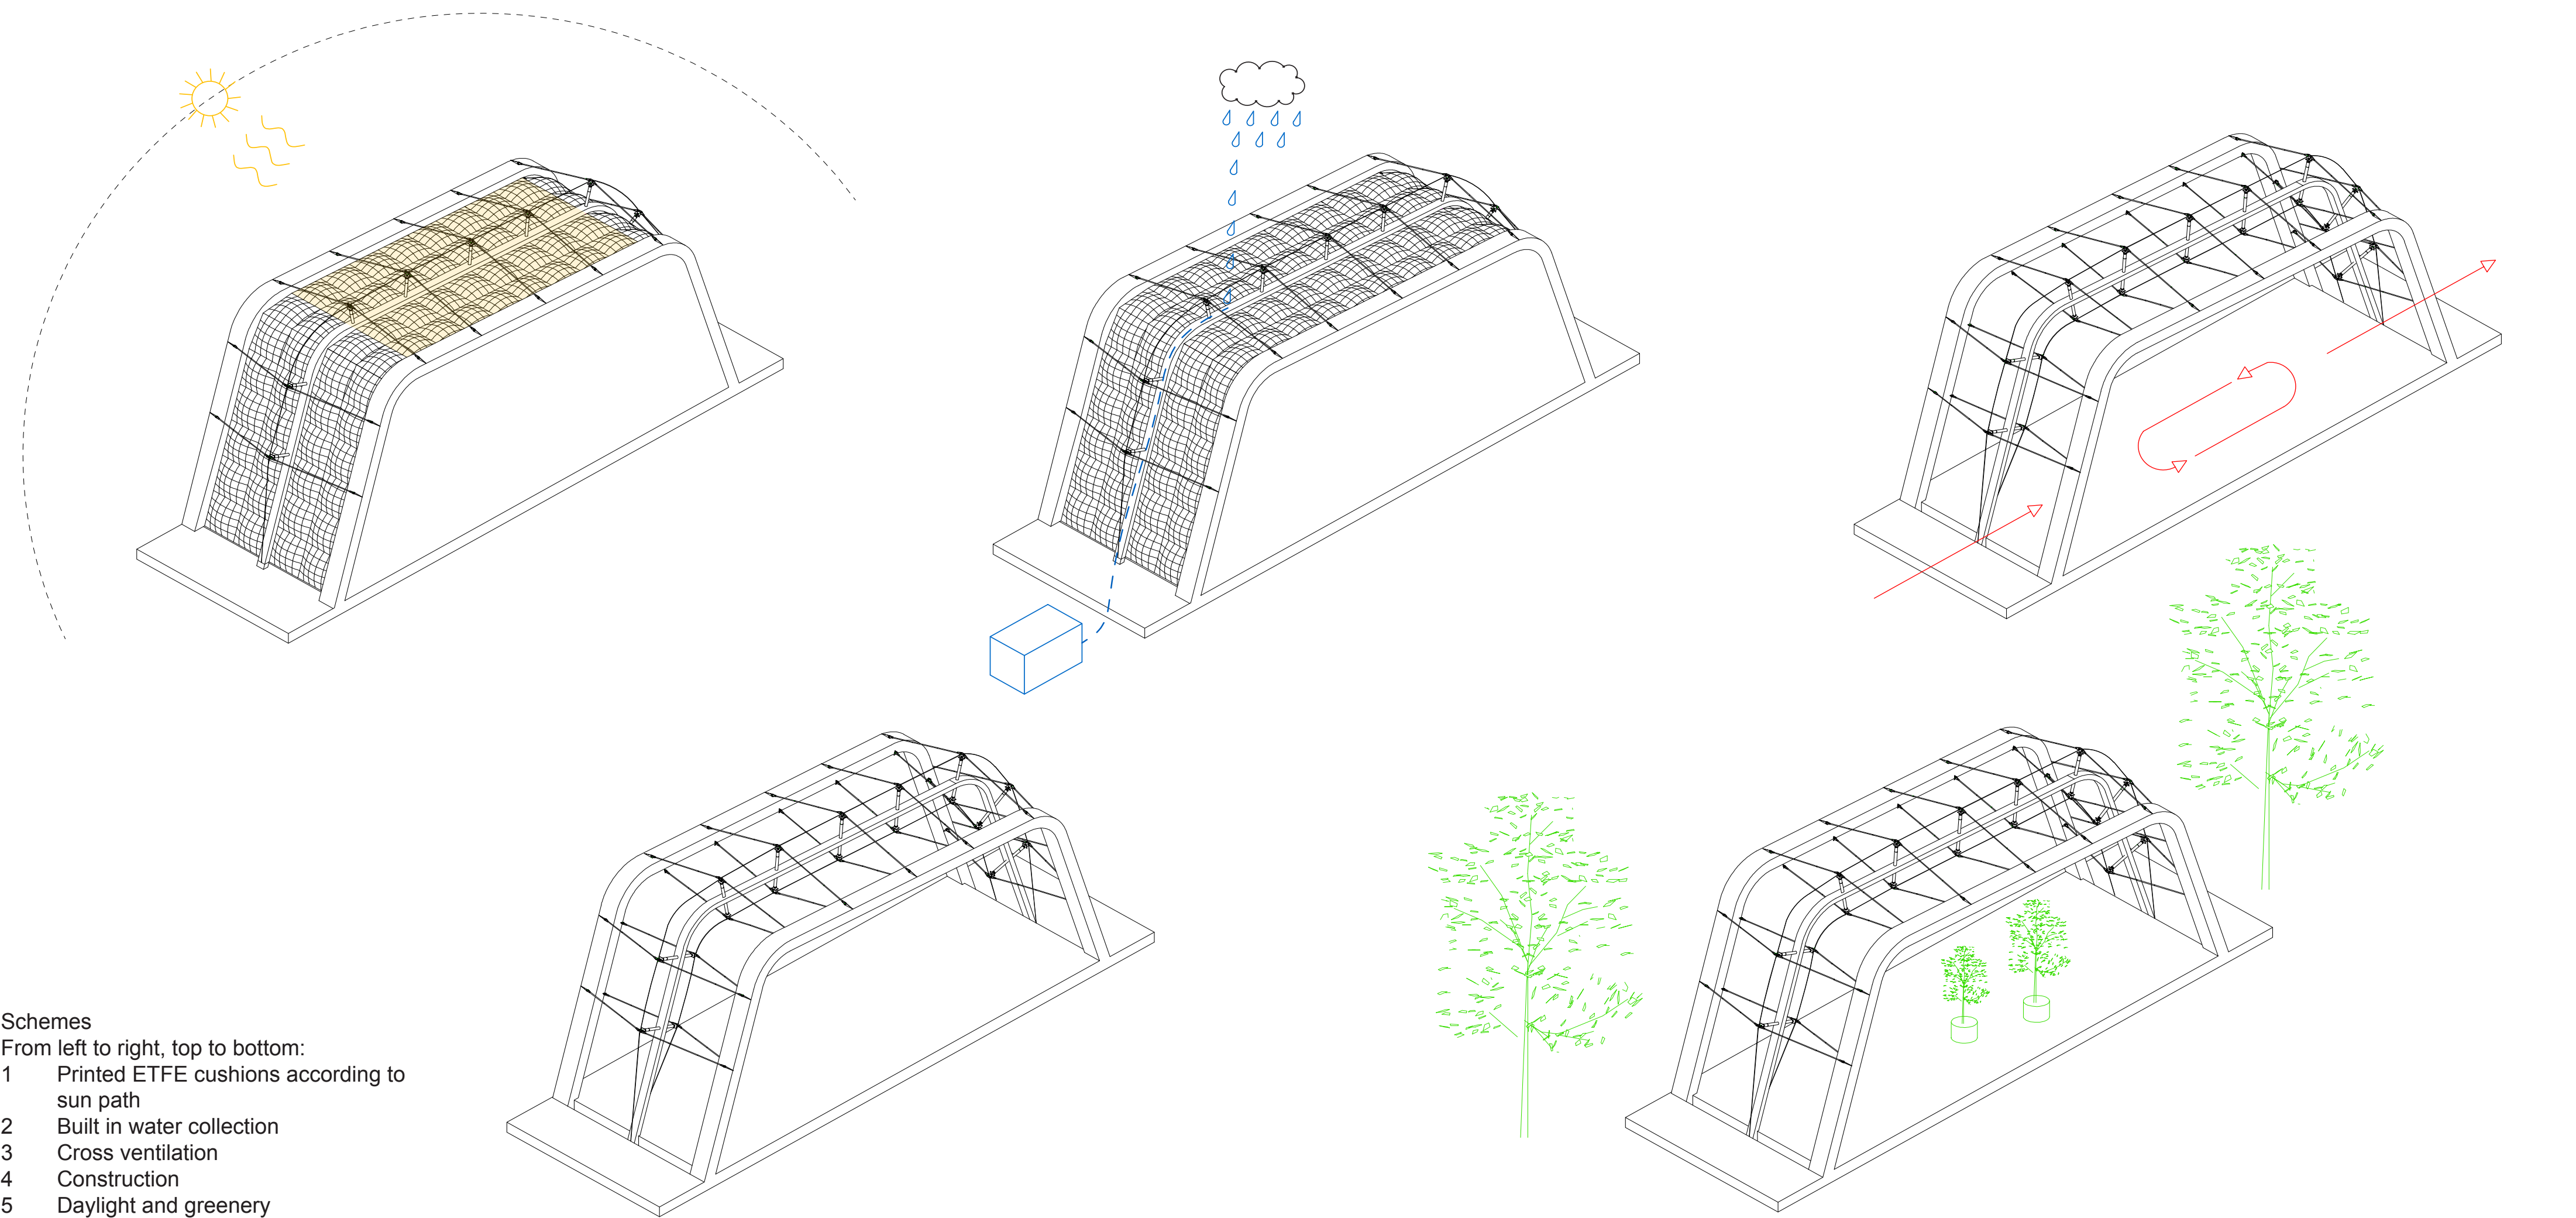 Schemes
From left to right, top to bottom:
1 Printed ETFE cushions according to
sun path
2 Built in water collection
3 Cross ventilation
4 Construction
5 Daylight and greenery